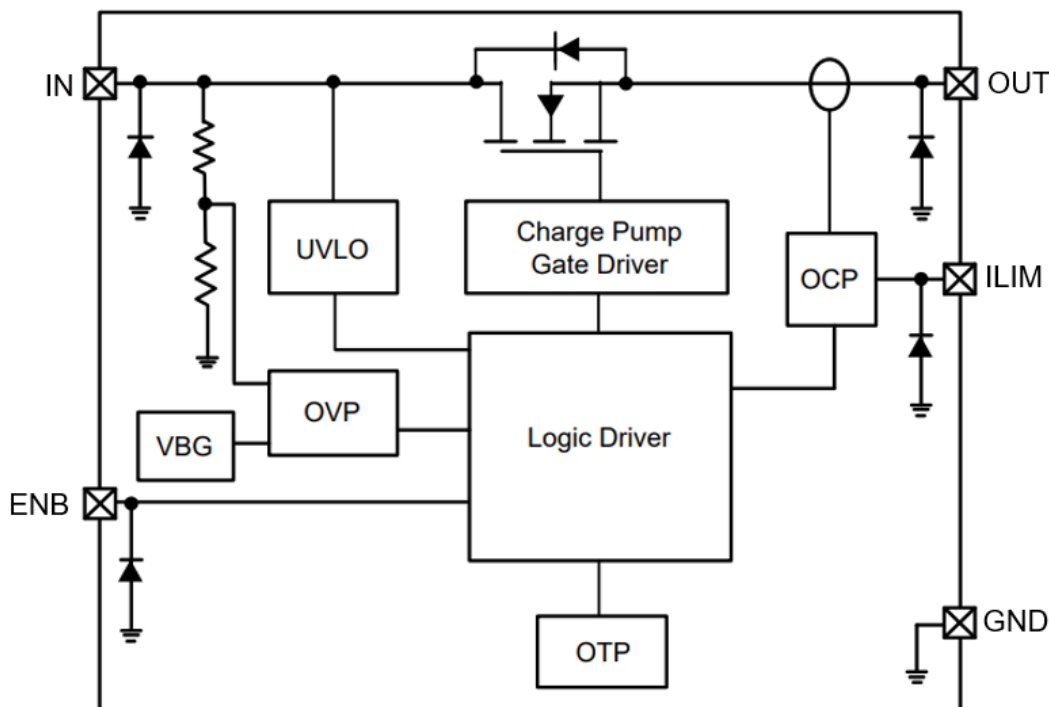 IN
OUT
UVLO
Charge Pump
Gate Driver
OCP
ILIM
OVP
VBG
Logic Driver
ENB
OTP
GND